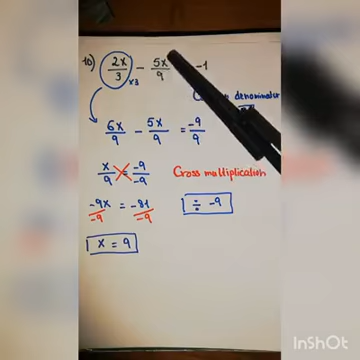 10) 2x/3 ×3 - 5x/9 -1
denominator
6x/9 - 5x/9 = -9/9
x/9 = -9/-9 Cross multiplication
-9x/-9 = -81/-9 ÷ -9
x = 9
InShOt